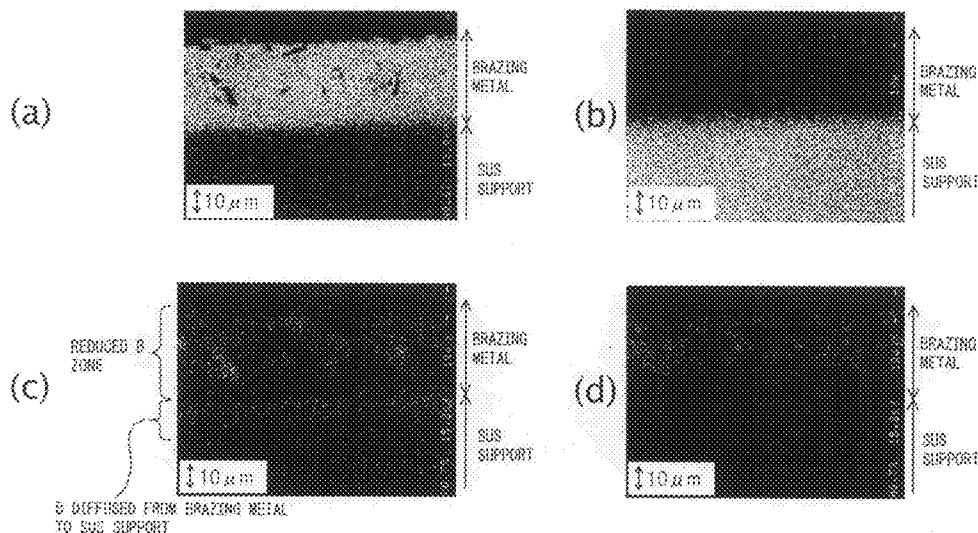 (a)
BRAZING
METAL
SUS
SUPPORT
10 μm
(b)
BRAZING
METAL
SUS
SUPPORT
10 μm
(c)
REDUCED B
ZONE
BRAZING
METAL
SUS
SUPPORT
10 μm
B DIFFUSED FROM BRAZING METAL
TO SUS SUPPORT
(d)
BRAZING
METAL
SUS
SUPPORT
10 μm